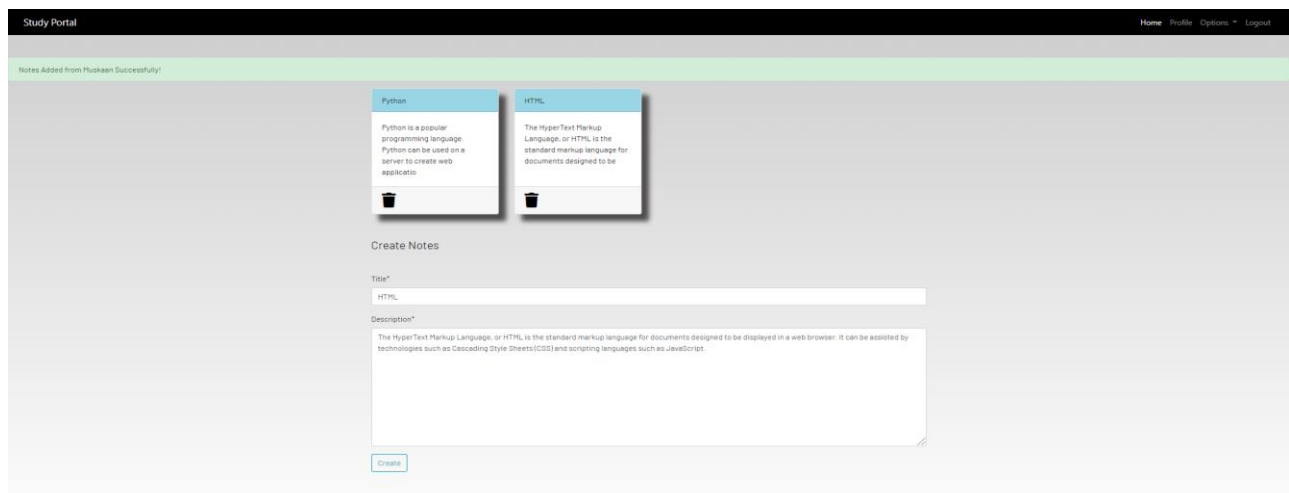 Study Portal
Home Profile Options Logout
Notes Added from Muskaan Successfully!
Python
Python is a popular
programming language.
Python can be used on a
server to create web
applicatio
HTML
The HyperText Markup
Language, or HTML is the
standard markup language for
documents designed to be
Create Notes
Title*
HTML
Description*
The HyperText Markup Language, or HTML is the standard markup language for documents designed to be displayed in a web browser. It can be assisted by
technologies such as Cascading Style Sheets (CSS) and scripting languages such as JavaScript.
Create